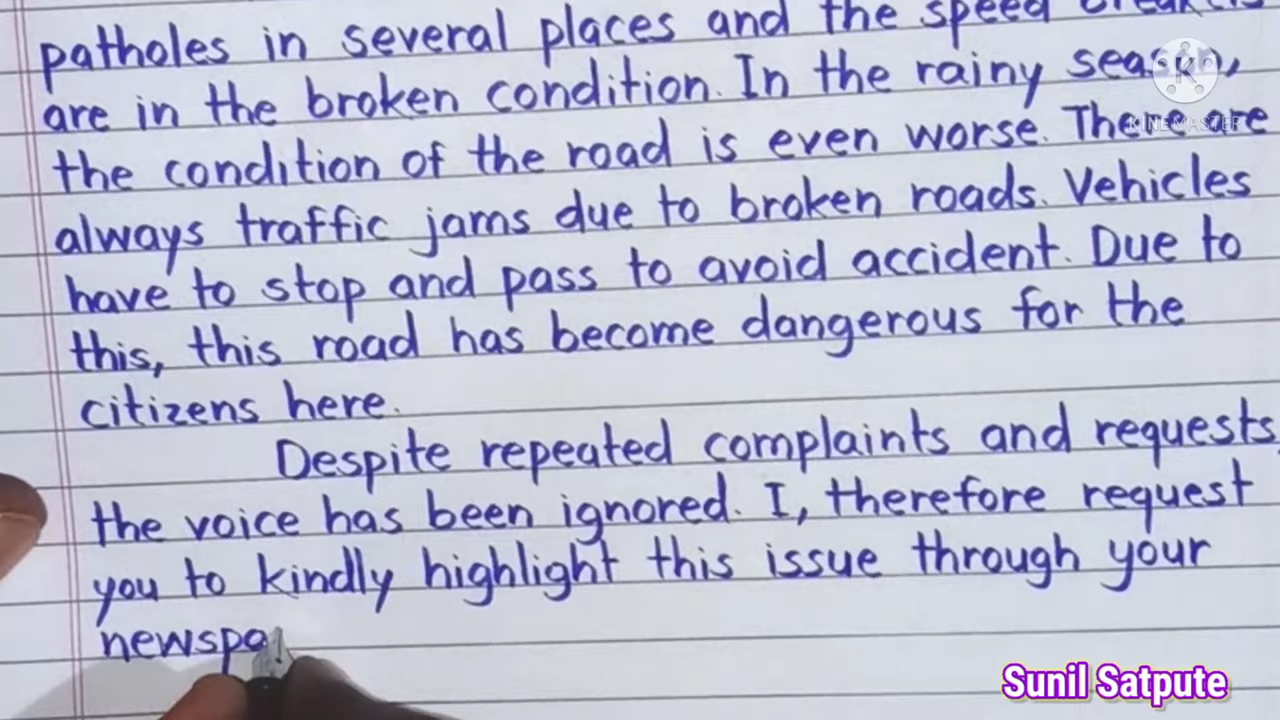 patholes in several places and the speed breakers
are in the broken condition. In the rainy season,
the condition of the road is even worse. There are
always traffic jams due to broken roads. Vehicles
have to stop and pass to avoid accident. Due to
this, this road has become dangerous for the
citizens here.
Despite repeated complaints and requests,
the voice has been ignored. I, therefore request
you to kindly highlight this issue through your
newspa
K
KINEMASTER
Sunil Satpute